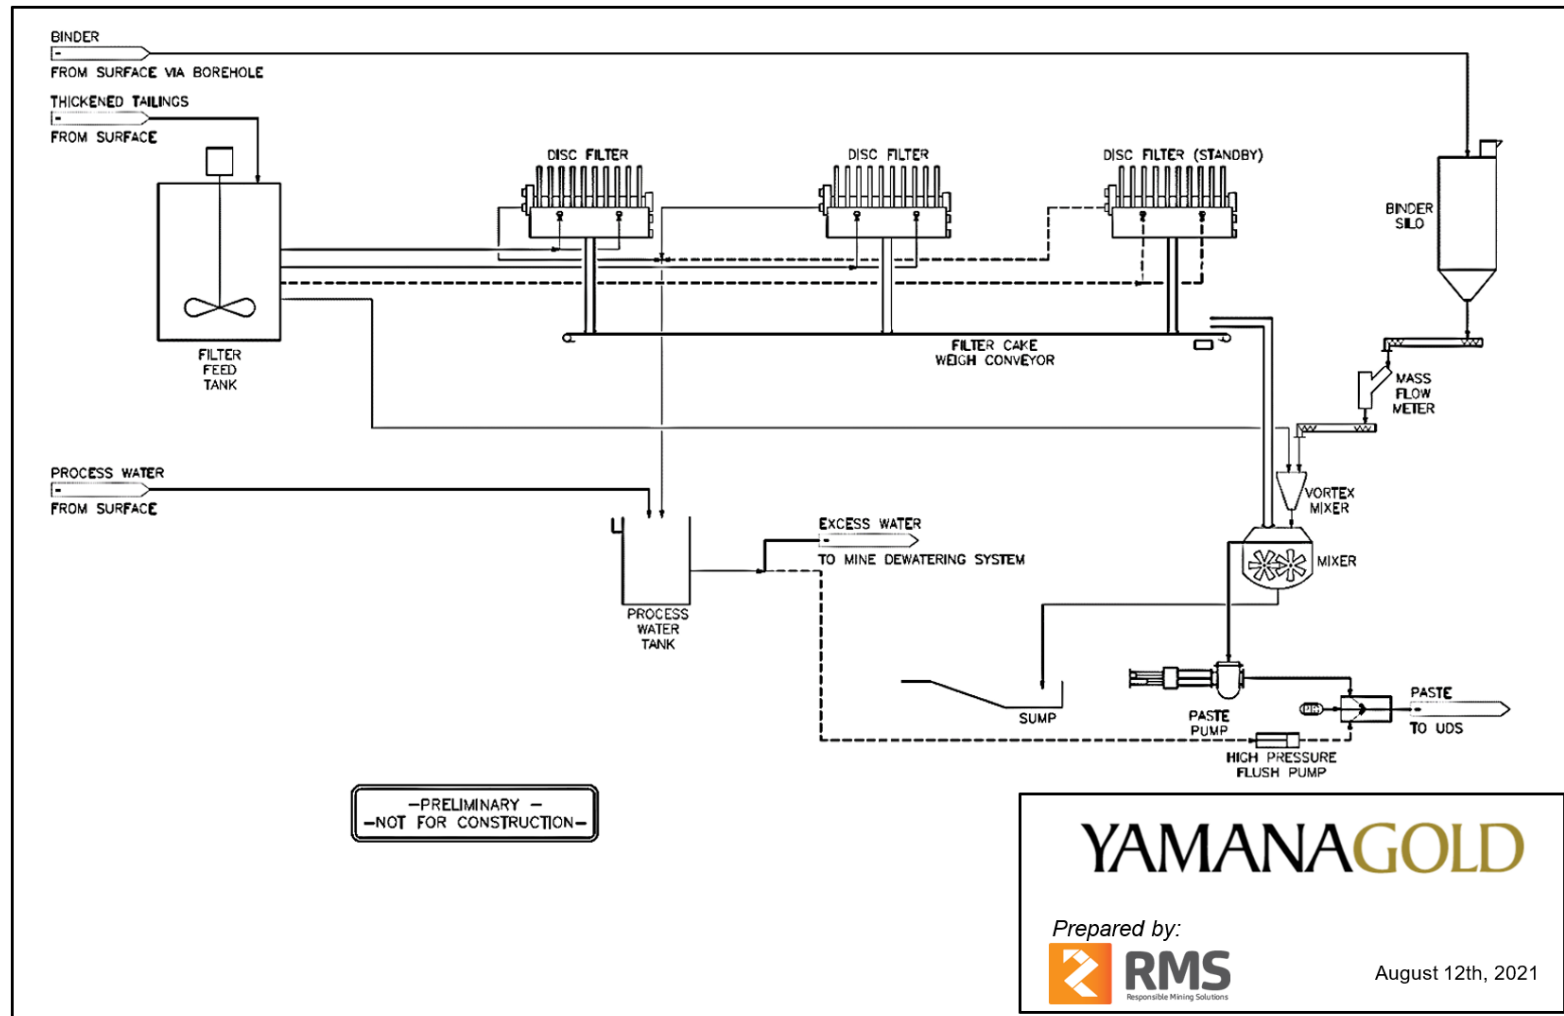 BINDER
-
FROM SURFACE VIA BOREHOLE
THICKENED TAILINGS
-
FROM SURFACE
DISC FILTER
DISC FILTER
DISC FILTER (STANDBY)
BINDER
SILO
FILTER
FEED
TANK
FILTER CAKE
WEIGH CONVEYOR
MASS
FLOW
METER
PROCESS WATER
-
FROM SURFACE
VORTEX
MIXER
EXCESS WATER
-
TO MINE DEWATERING SYSTEM
MIXER
PROCESS
WATER
TANK
SUMP
PASTE
PUMP
PASTE
-
TO UDS
HIGH PRESSURE
FLUSH PUMP
-PRELIMINARY -
-NOT FOR CONSTRUCTION-
YAMANAGOLD
Prepared by:
RMS
Responsible Mining Solutions
August 12th, 2021